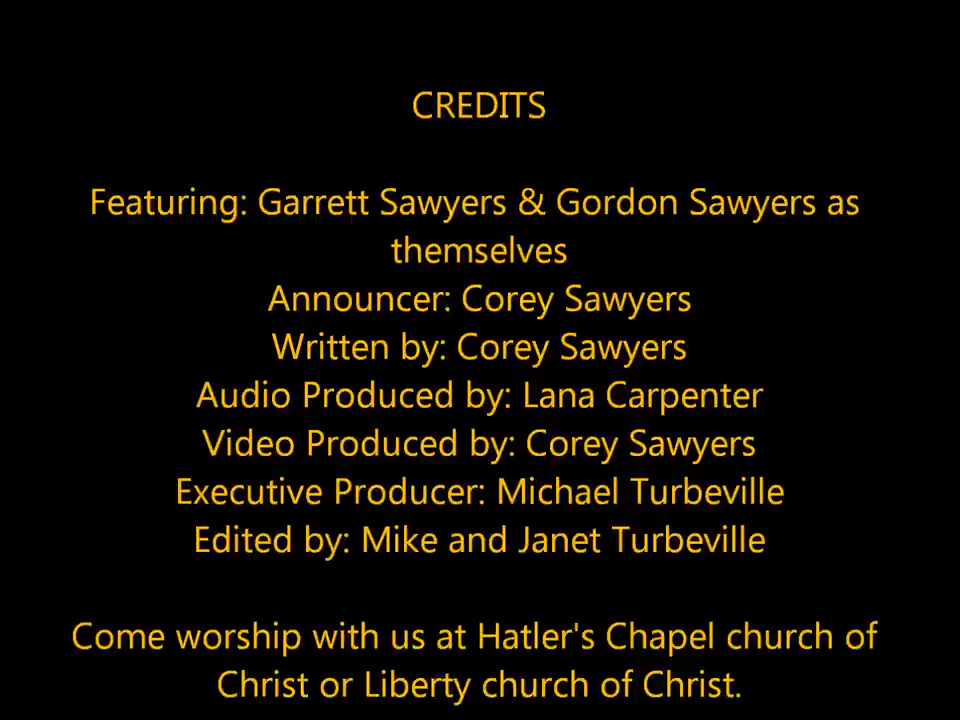 CREDITS
Featuring: Garrett Sawyers & Gordon Sawyers as
themselves
Announcer: Corey Sawyers
Written by: Corey Sawyers
Audio Produced by: Lana Carpenter
Video Produced by: Corey Sawyers
Executive Producer: Michael Turbeville
Edited by: Mike and Janet Turbeville
Come worship with us at Hatler's Chapel church of
Christ or Liberty church of Christ.